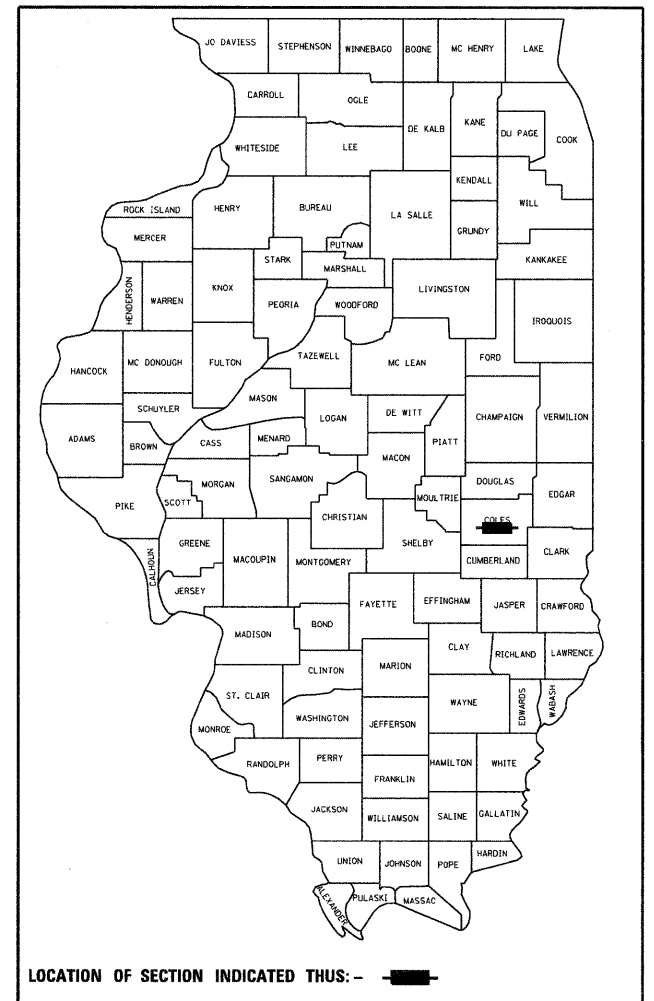 JO DAVIESS
STEPHENSON
WINNEBAGO
BOONE
MC HENRY
LAKE
CARROLL
OGLE
DE KALB
KANE
DU PAGE
COOK
WHITESIDE
LEE
KENDALL
WILL
ROCK ISLAND
HENRY
BUREAU
LA SALLE
GRUNDY
MERCER
PUTNAM
KANKAKEE
STARK
MARSHALL
HENDERSON
WARREN
KNOX
PEORIA
WOODFORD
LIVINGSTON
IROQUOIS
HANCOCK
MC DONOUGH
FULTON
TAZEWELL
MC LEAN
FORD
MASON
SCHUYLER
LOGAN
DE WITT
CHAMPAIGN
VERMILION
ADAMS
BROWN
CASS
MENARD
MACON
PIATT
MORGAN
SANGAMON
MOULTRIE
DOUGLAS
EDGAR
PIKE
SCOTT
CHRISTIAN
COLES
CALHOUN
GREENE
MACOUPIN
MONTGOMERY
SHELBY
CUMBERLAND
CLARK
JERSEY
FAYETTE
EFFINGHAM
JASPER
CRAWFORD
MADISON
BOND
CLAY
RICHLAND
LAWRENCE
CLINTON
MARION
ST. CLAIR
WAYNE
EDWARDS
WABASH
MONROE
WASHINGTON
JEFFERSON
RANDOLPH
PERRY
HAMILTON
WHITE
FRANKLIN
JACKSON
WILLIAMSON
SALINE
GALLATIN
UNION
JOHNSON
POPE
HARDIN
ALEXANDER
PULASKI
MASSAC
LOCATION OF SECTION INDICATED THUS: -